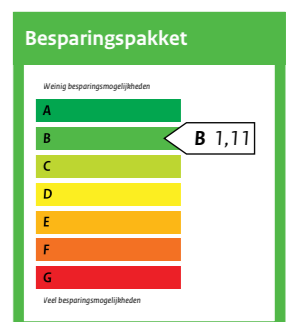 Besparingspakket
Weinig besparingsmogelijkheden
A
B
B 1,11
C
D
E
F
G
Veel besparingsmogelijkheden